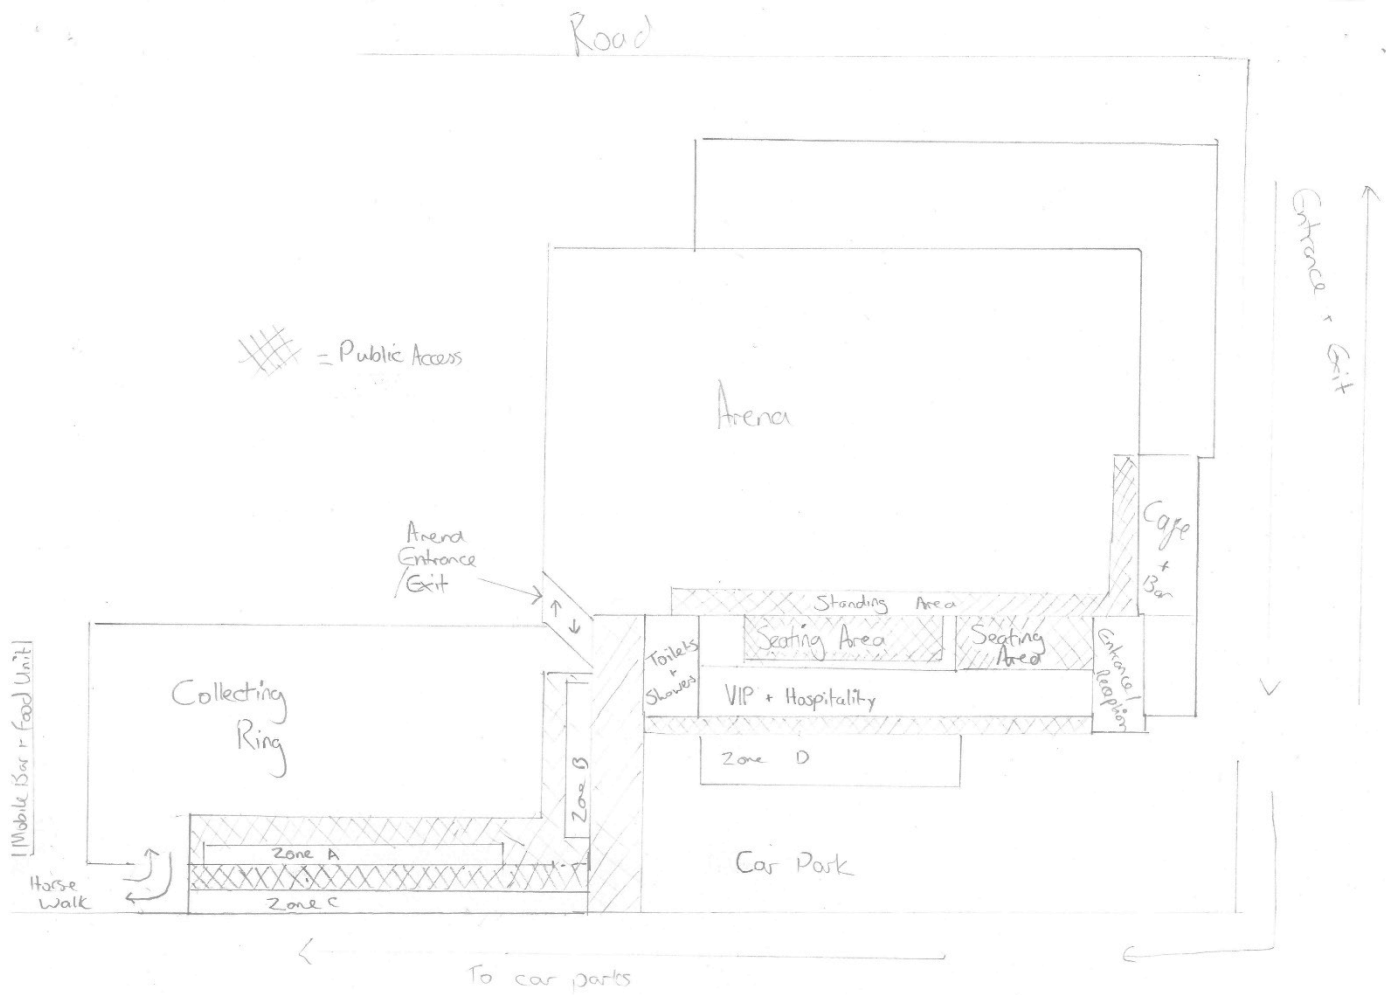 Road
Entrance + Exit
= Public Access
Arena
Arena
Entrance
/Exit
Cafe
+
Bar
Standing Area
Seating Area
Seating
Area
Toilets
+
Showers
VIP + Hospitality
Entrance/
Reception
Collecting
Ring
Zone B
Zone D
Mobile Bar + Food Unit
Zone A
Car Park
Horse
Walk
Zone C
To car parks